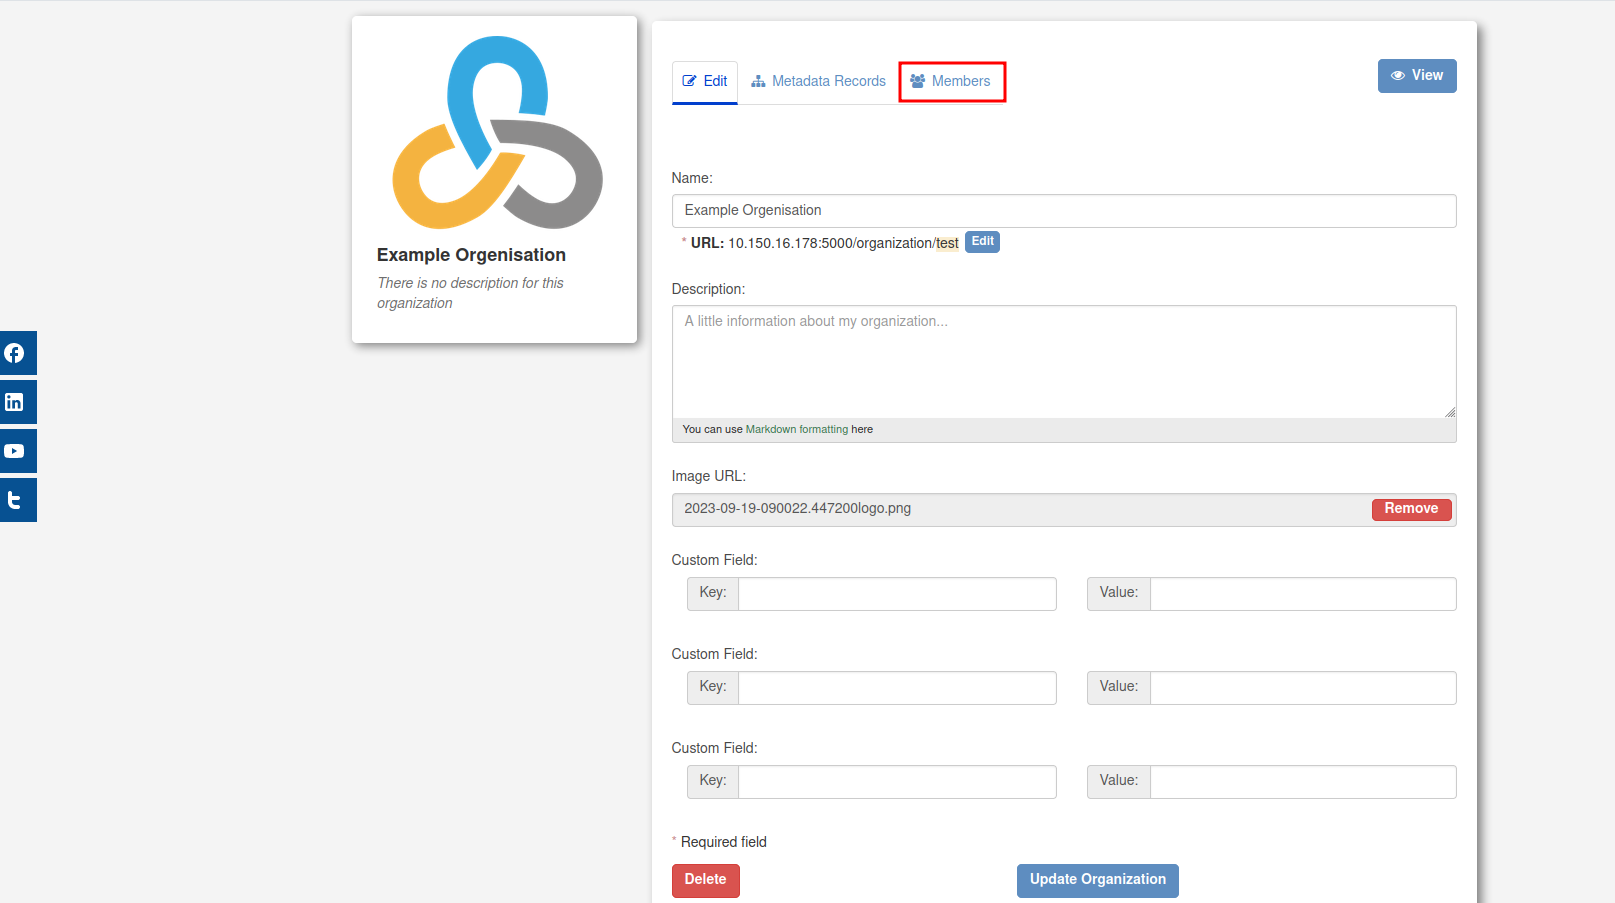 Example Orgenisation
There is no description for this
organization
Edit
Metadata Records
Members
View
Name:
Example Orgenisation
* URL: 10.150.16.178:5000/organization/test Edit
Description:
A little information about my organization...
You can use Markdown formatting here
Image URL:
2023-09-19-090022.447200logo.png
Remove
Custom Field:
Key:
Value:
Custom Field:
Key:
Value:
Custom Field:
Key:
Value:
* Required field
Delete
Update Organization